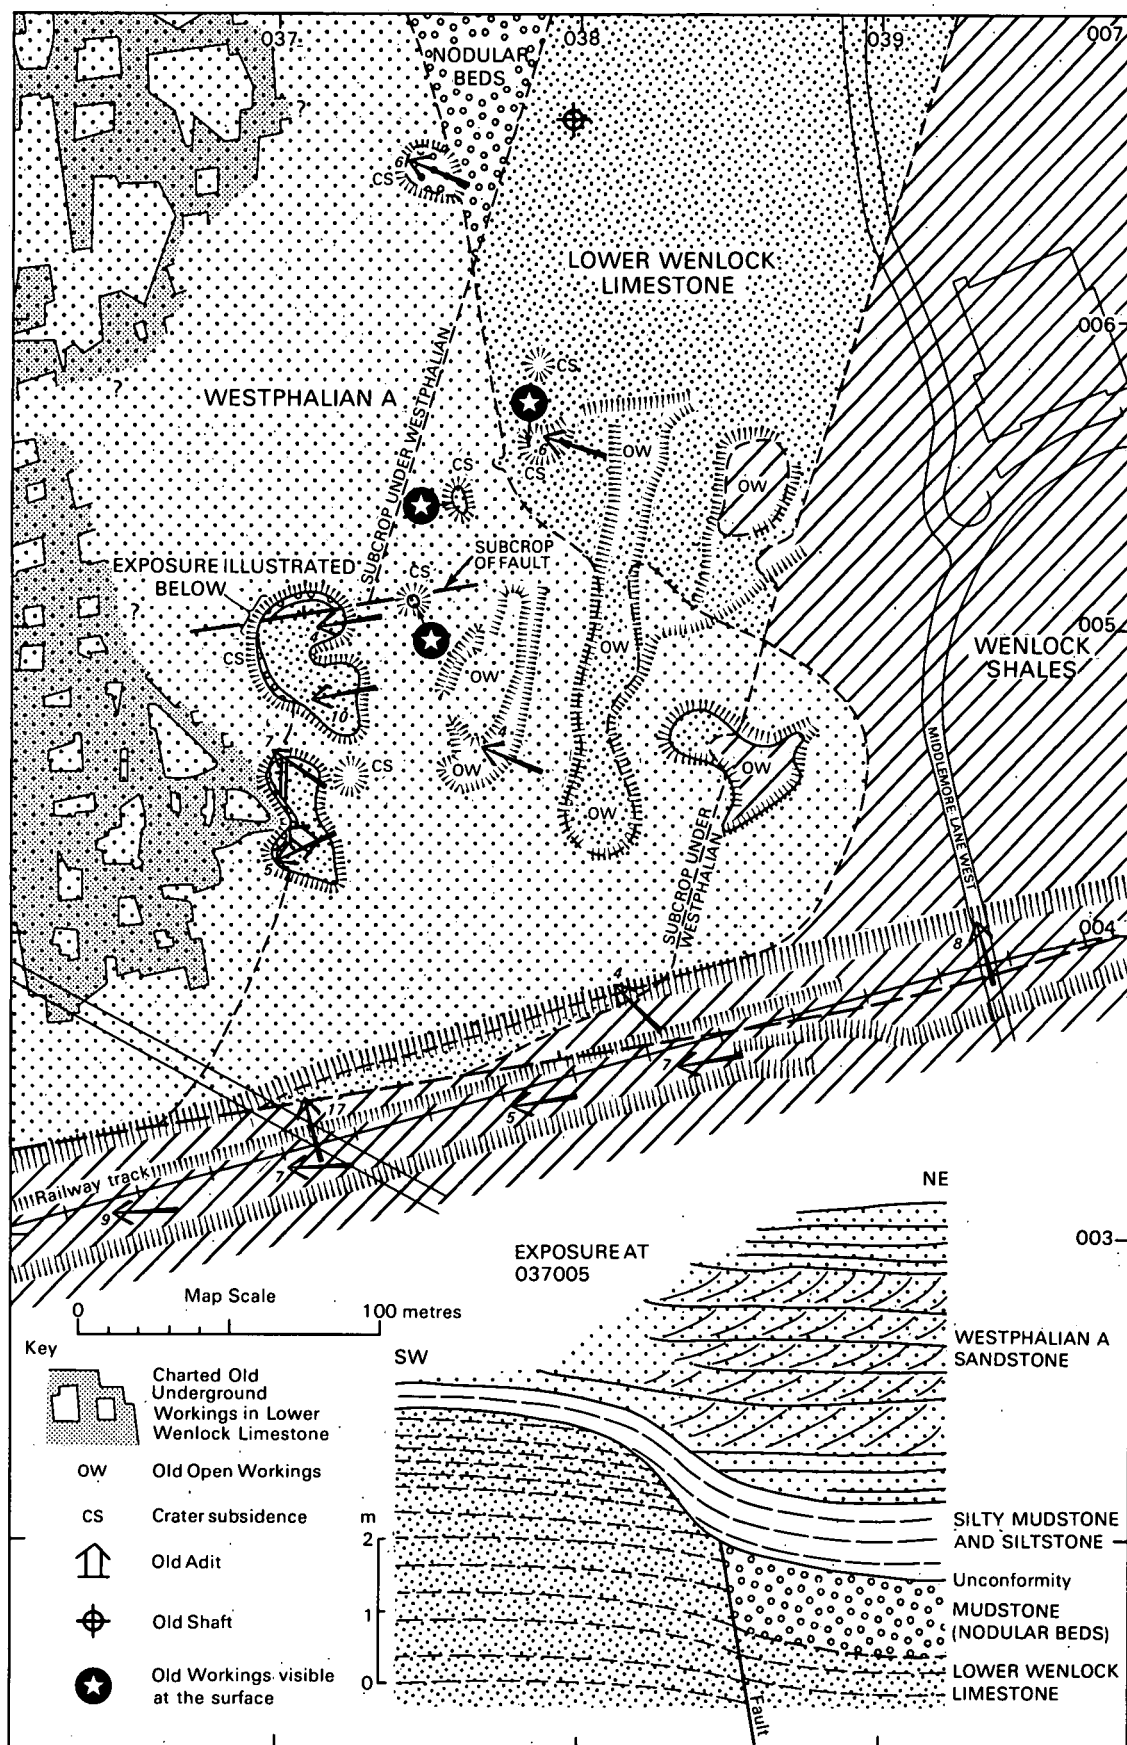 037
038
039
007
NODULAR
BEDS
?
6
CS
LOWER WENLOCK
LIMESTONE
006
SUBCROP UNDER WESTPHALIAN
CS
?
WESTPHALIAN A
OW
6
CS
CS
OW
SUBCROP
OF FAULT
EXPOSURE ILLUSTRATED
BELOW
CS
?
4
005
CS
OW
WENLOCK
SHALES
OW
10
7
4
CS
OW
OW
MIDDLEMORE LANE WEST
OW
5
SUBCROP UNDER
WESTPHALIAN
004
8
4
7
17
5
7
Railway track
9
NE
003
EXPOSURE AT
037005
Map Scale
0
100 metres
Key
SW
WESTPHALIAN A
SANDSTONE
Charted Old
Underground
Workings in Lower
Wenlock Limestone
OW
Old Open Workings
CS
Crater subsidence
m
2
SILTY MUDSTONE
AND SILTSTONE
Old Adit
Unconformity
1
MUDSTONE
(NODULAR BEDS)
Old Shaft
0
LOWER WENLOCK
LIMESTONE
Old Workings visible
at the surface
Fault